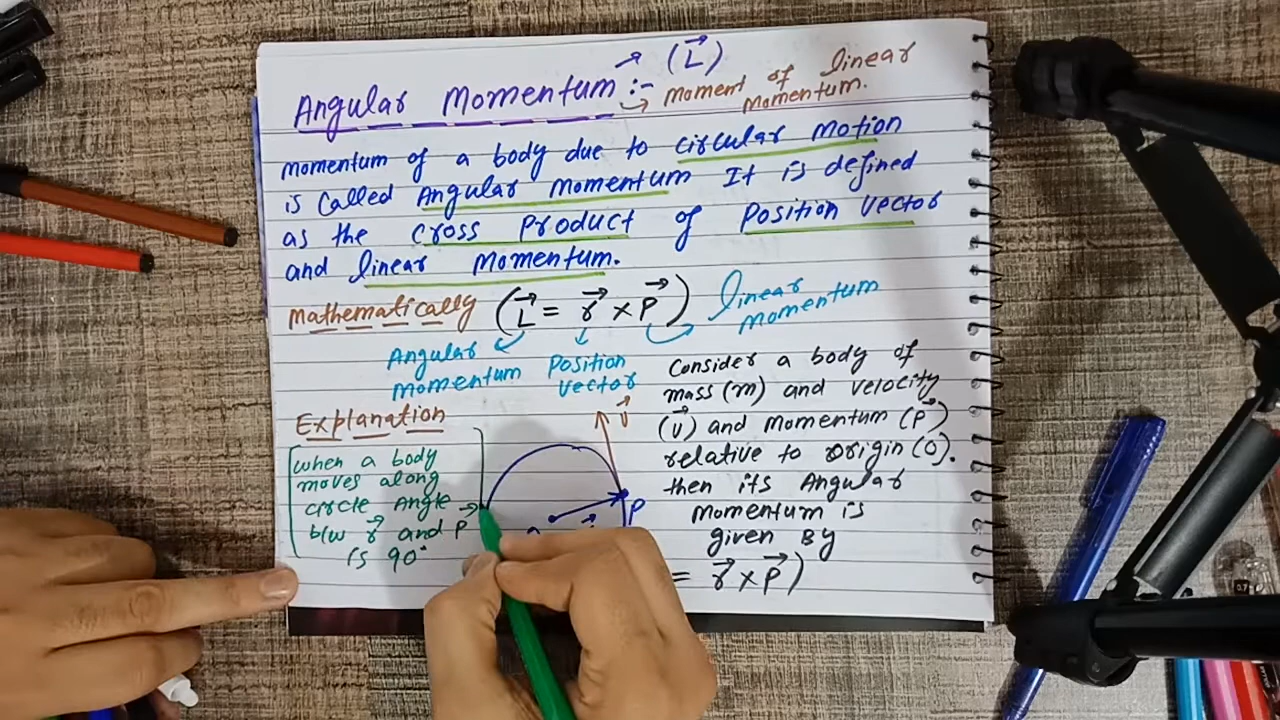 Angular Momentum :- (L⃗)
→ Moment of linear
Momentum.
momentum of a body due to circular Motion
is called Angular momentum It is defined
as the Cross Product of Position Vector
and linear Momentum.
Mathematically (L⃗ = r⃗ × P⃗)
linear
Momentum
Angular
Momentum
Position
Vector
Explanation
when a body
moves along
circle Angle
b/w r⃗ and P⃗
is 90°
v⃗
P
Consider a body of
mass (m) and velocity
(v⃗) and Momentum (P⃗)
relative to origin (O).
then its Angular
Momentum is
given By
= r⃗ × P⃗)